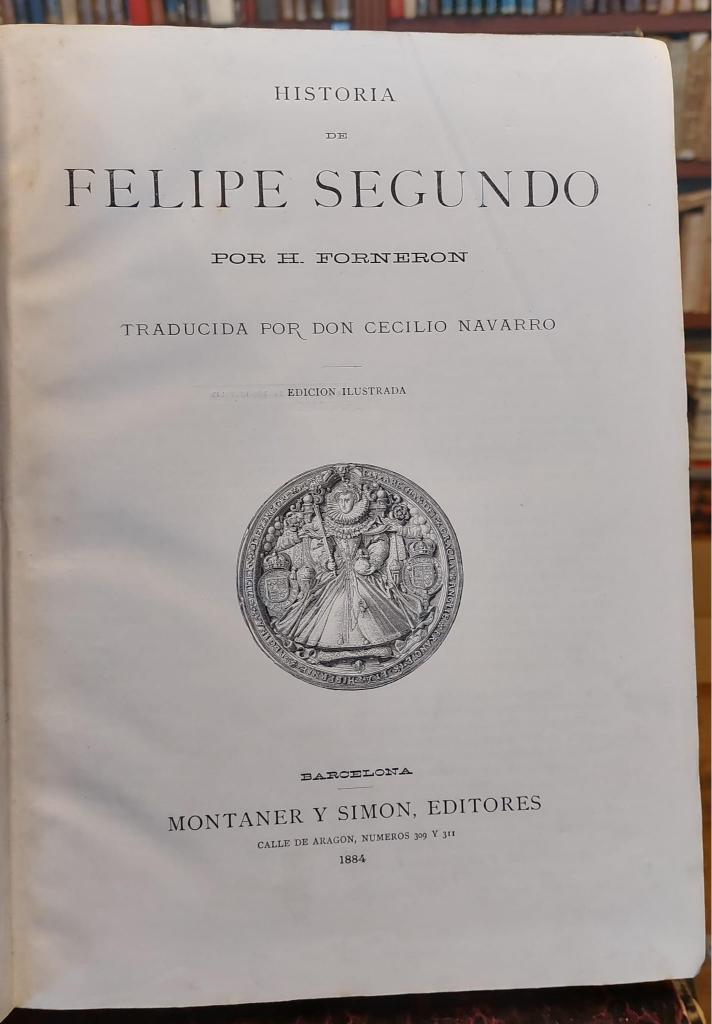 HISTORIA
DE
FELIPE SEGUNDO
POR H. FORNERON
TRADUCIDA POR DON CECILIO NAVARRO
EDICION ILUSTRADA
BARCELONA
MONTANER Y SIMON, EDITORES
CALLE DE ARAGON, NUMEROS 309 Y 311
1884